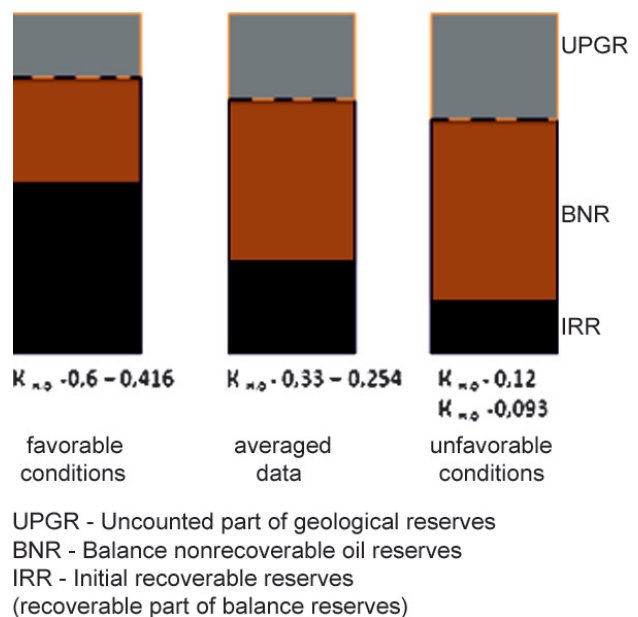 UPGR
BNR
IRR
К н.о -0,6 – 0,416
К н.о - 0,33 – 0,254
К н.о - 0,12
К н.о -0,093
favorable
conditions
averaged
data
unfavorable
conditions
UPGR - Uncounted part of geological reserves
BNR - Balance nonrecoverable oil reserves
IRR - Initial recoverable reserves
(recoverable part of balance reserves)